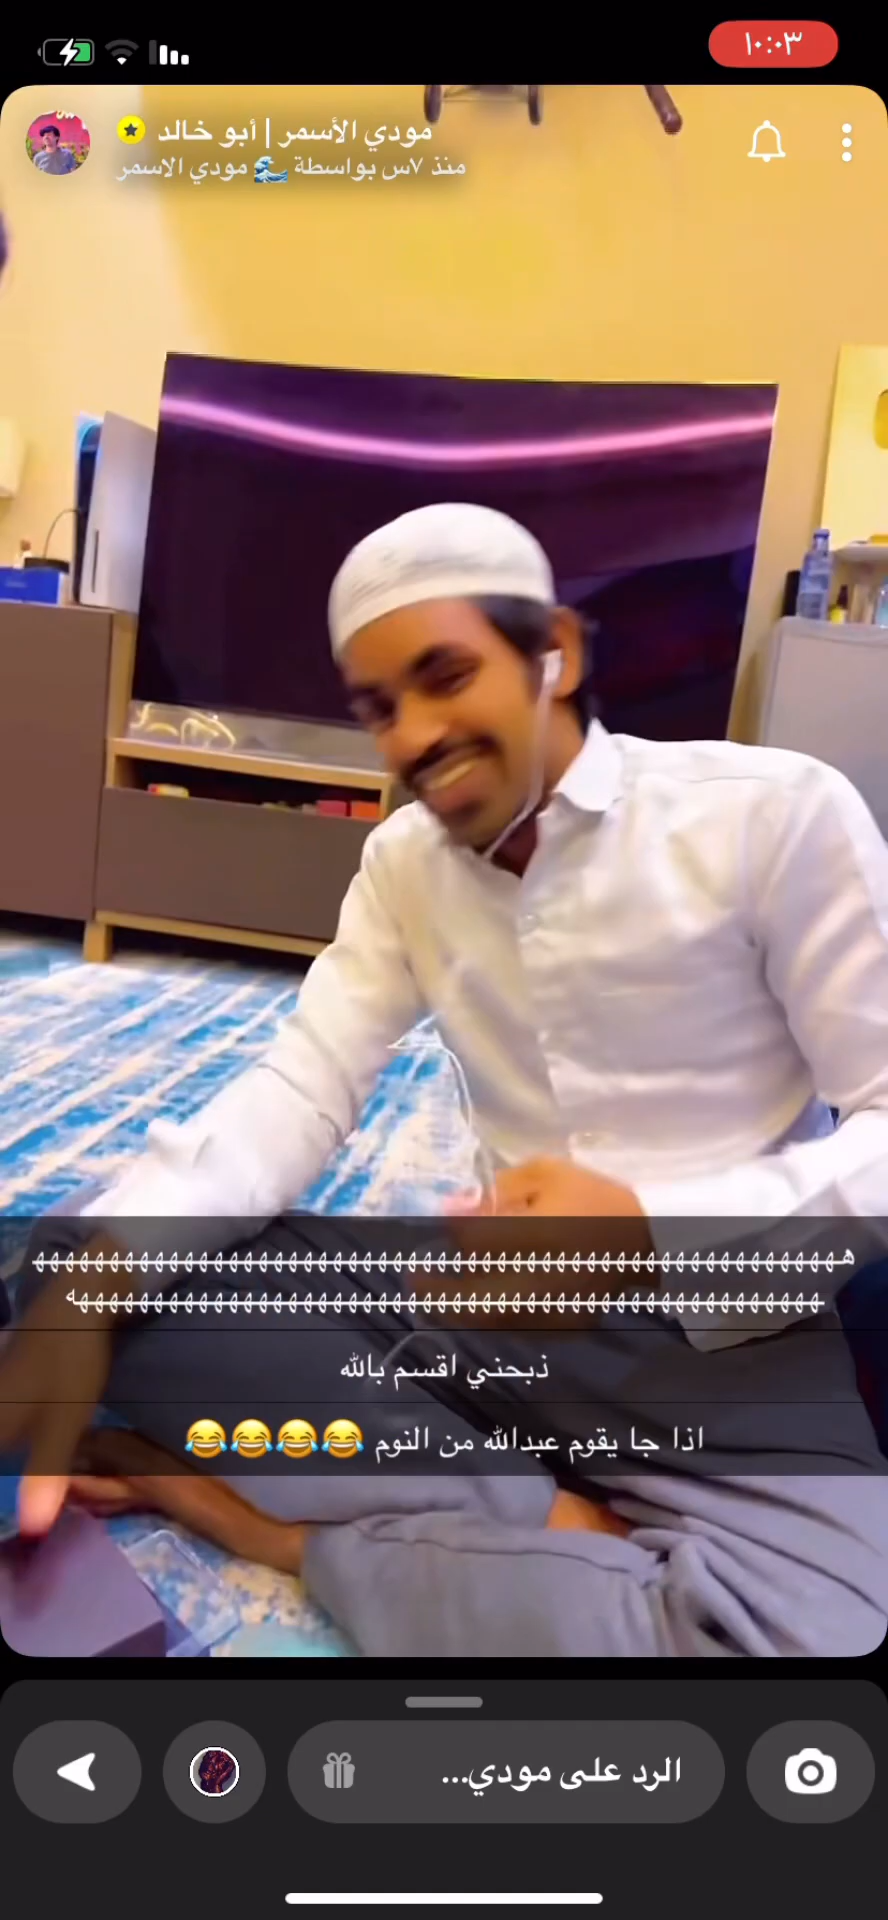 ١٠:٠٣
مودي الأسمر | أبو خالد
منذ ٧س بواسطة 🌊 مودي الاسمر
هههههههههههههههههههههههههههههههههههههههههههههههههههههههه
ههههههههههههههههههههههههههههههههههههههههههههههههههه
ذبحني اقسم بالله
اذا جا يقوم عبدالله من النوم 😂😂😂😂
الرد على مودي...